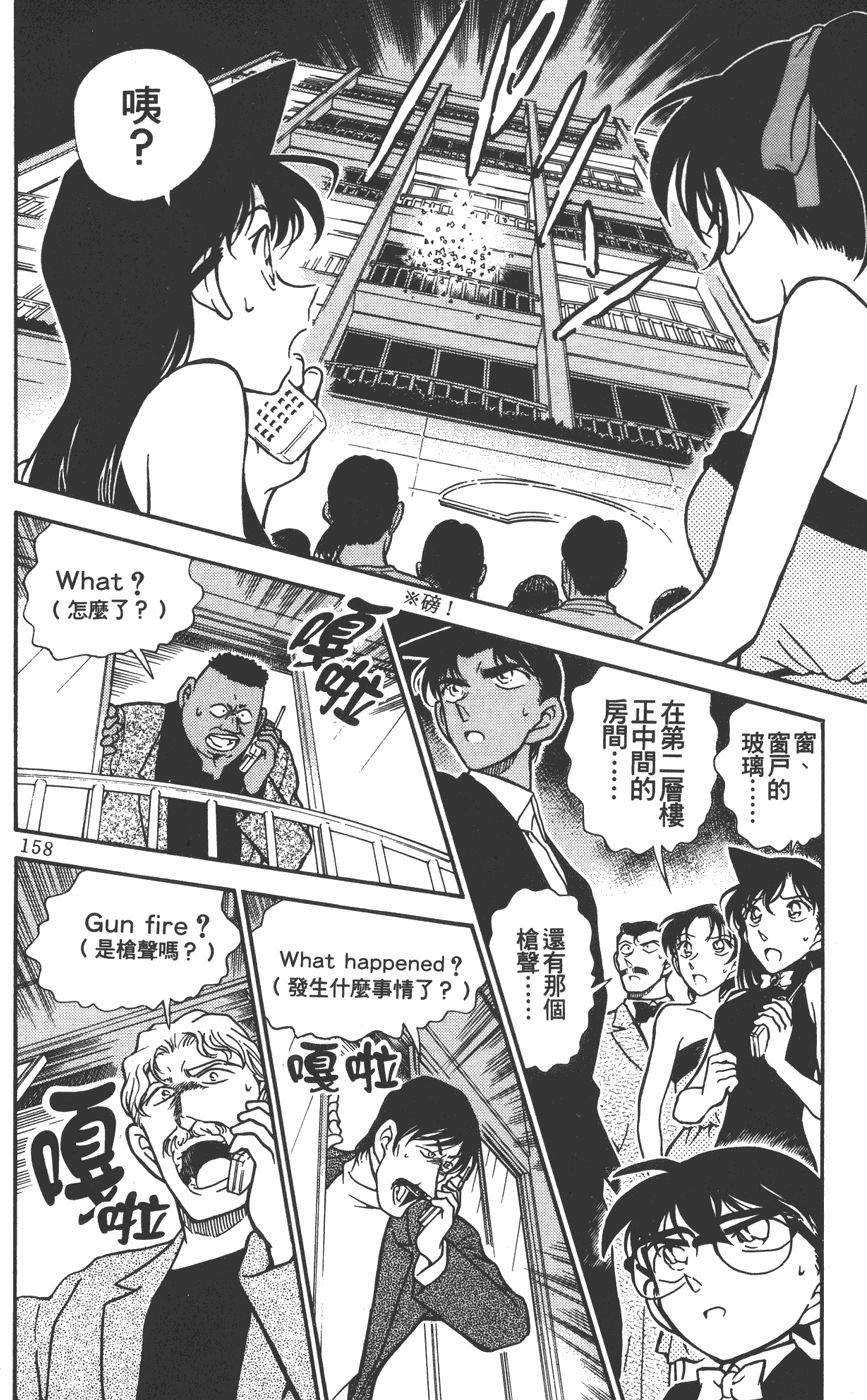 咦？
※磅！
窗、
窗戶的
玻璃……
在第二層樓
正中間的
房間……
還有那個
槍聲……
What？
（怎麼了？）
嘎啦
What happened？
（發生什麼事情了？）
嘎啦
Gun fire？
（是槍聲嗎？）
嘎啦
158